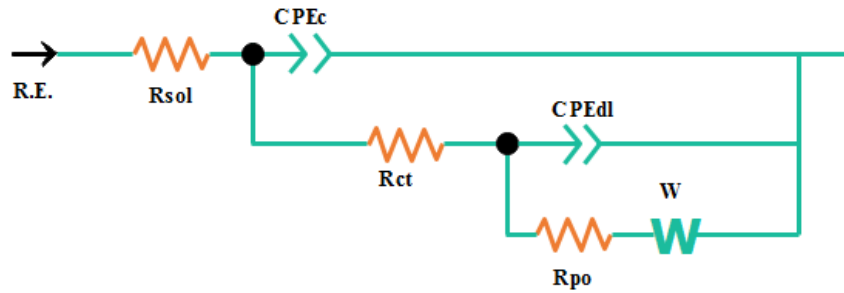 CPEc
R.E.
Rsol
CPEdl
Rct
W
W
Rpo